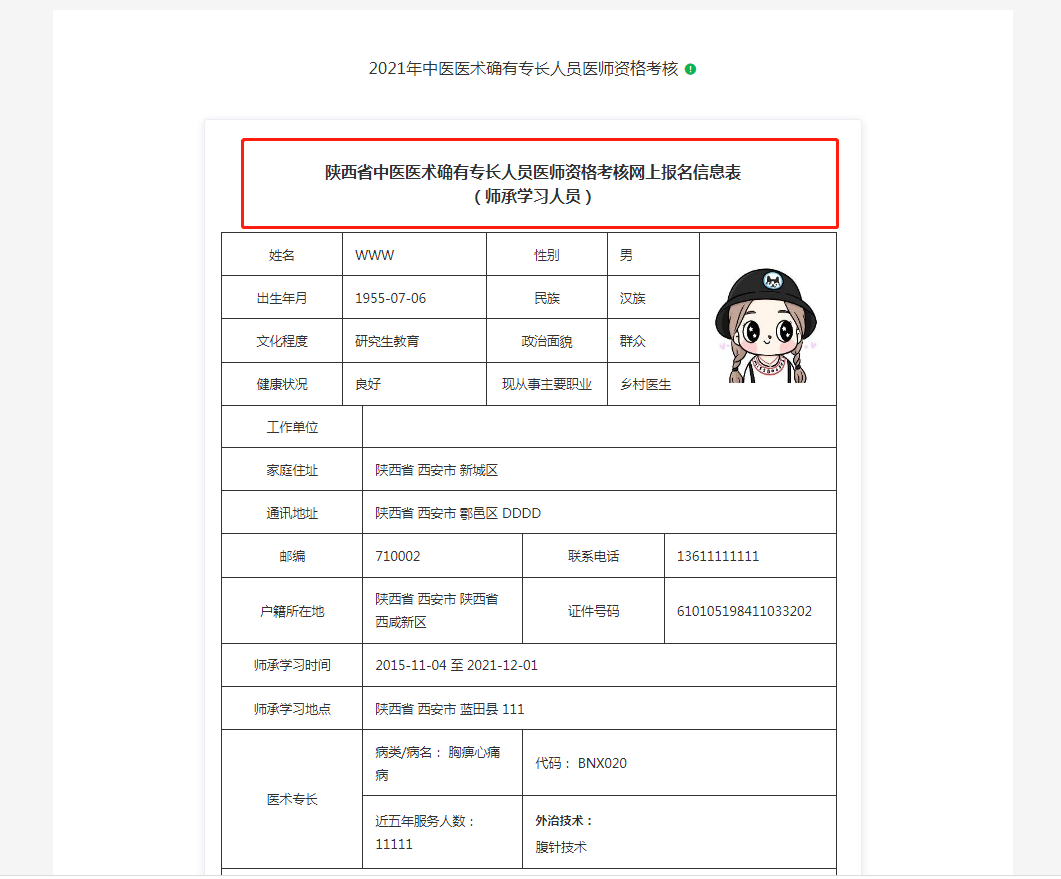 2021年中医医术确有专长人员医师资格考核
陕西省中医医术确有专长人员医师资格考核网上报名信息表
（师承学习人员）
姓名 WWW 性别 男
出生年月 1955-07-06 民族 汉族
文化程度 研究生教育 政治面貌 群众
健康状况 良好 现从事主要职业 乡村医生
工作单位
家庭住址 陕西省 西安市 新城区
通讯地址 陕西省 西安市 鄠邑区 DDDD
邮编 710002 联系电话 13611111111
户籍所在地 陕西省 西安市 陕西省
西咸新区
证件号码 610105198411033202
师承学习时间 2015-11-04 至 2021-12-01
师承学习地点 陕西省 西安市 蓝田县 111
医术专长
病类/病名： 胸痹心痛
病
代码： BNX020
近五年服务人数：
11111
外治技术：
腹针技术